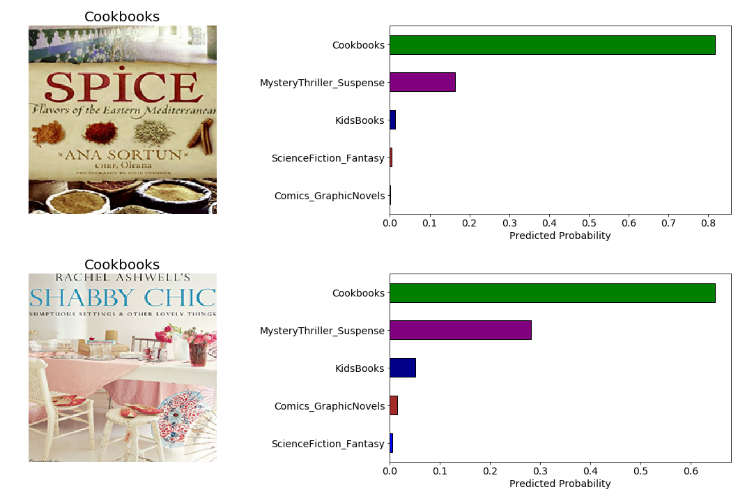 Cookbooks
SPICE
Flavors of the Eastern Mediterranean
ANA SORTUN
CHEF, Oleana
Cookbooks
MysteryThriller_Suspense
KidsBooks
ScienceFiction_Fantasy
Comics_GraphicNovels
0.0 0.1 0.2 0.3 0.4 0.5 0.6 0.7 0.8
Predicted Probability
Cookbooks
RACHEL ASHWELL'S
SHABBY CHIC
SUMPTUOUS SETTINGS & OTHER LOVELY THINGS
Cookbooks
MysteryThriller_Suspense
KidsBooks
Comics_GraphicNovels
ScienceFiction_Fantasy
0.0 0.1 0.2 0.3 0.4 0.5 0.6
Predicted Probability